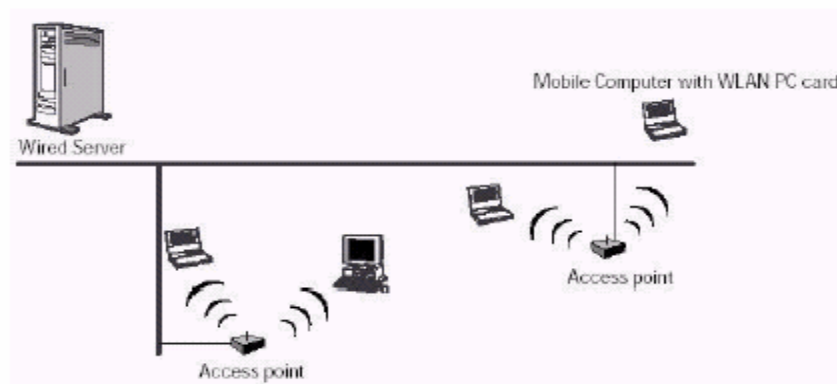 Mobile Computer with WLAN PC card
Wired Server
Access point
Access point